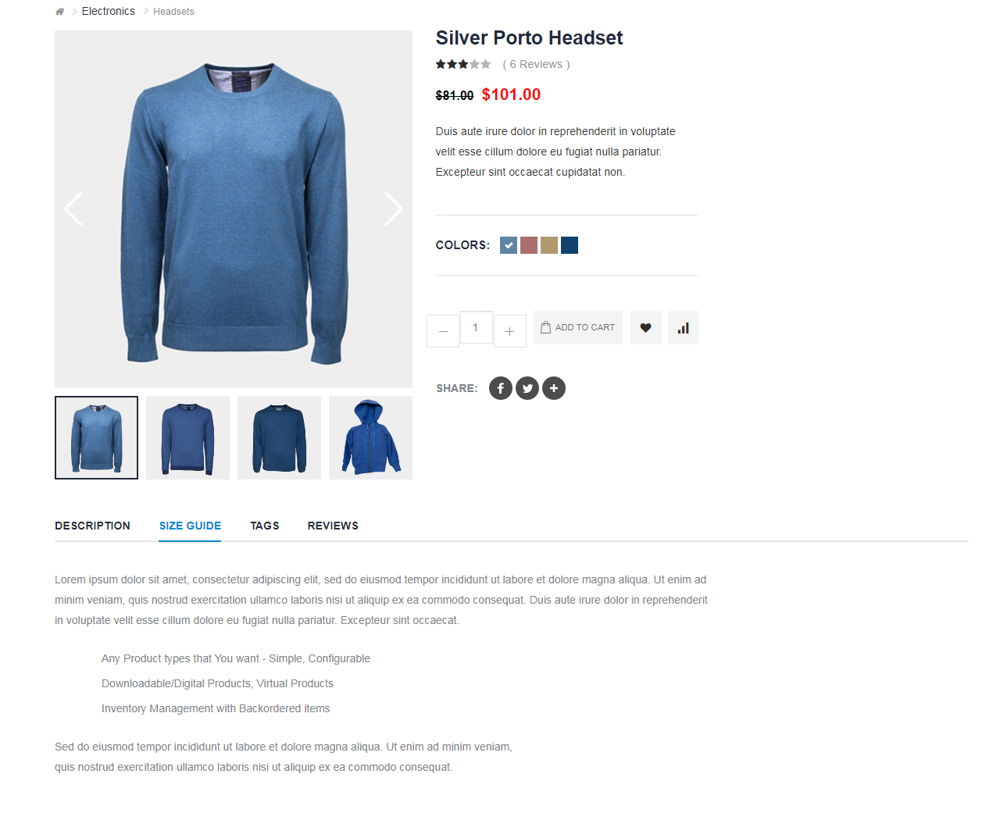 Electronics Headsets
Silver Porto Headset
( 6 Reviews )
$81.00 $101.00
Duis aute irure dolor in reprehenderit in voluptate
velit esse cillum dolore eu fugiat nulla pariatur.
Excepteur sint occaecat cupidatat non.
COLORS:
1 ADD TO CART
SHARE:
DESCRIPTION SIZE GUIDE TAGS REVIEWS
Lorem ipsum dolor sit amet, consectetur adipiscing elit, sed do eiusmod tempor incididunt ut labore et dolore magna aliqua. Ut enim ad
minim veniam, quis nostrud exercitation ullamco laboris nisi ut aliquip ex ea commodo consequat. Duis aute irure dolor in reprehenderit
in voluptate velit esse cillum dolore eu fugiat nulla pariatur. Excepteur sint occaecat.
Any Product types that You want - Simple, Configurable
Downloadable/Digital Products, Virtual Products
Inventory Management with Backordered items
Sed do eiusmod tempor incididunt ut labore et dolore magna aliqua. Ut enim ad minim veniam,
quis nostrud exercitation ullamco laboris nisi ut aliquip ex ea commodo consequat.